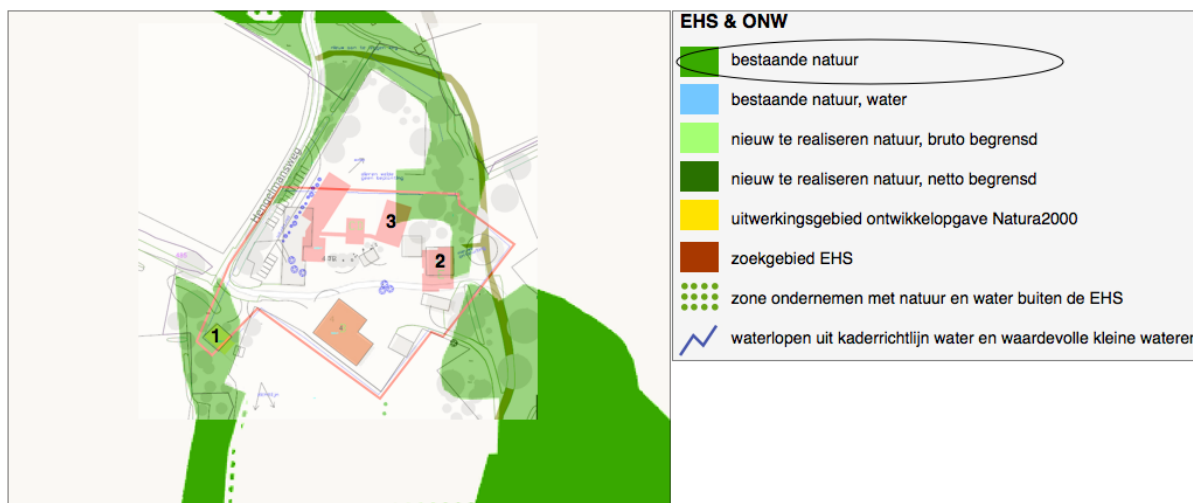 EHS & ONW
bestaande natuur
bestaande natuur, water
nieuw te realiseren natuur, bruto begrensd
nieuw te realiseren natuur, netto begrensd
uitwerkingsgebied ontwikkelopgave Natura2000
zoekgebied EHS
zone ondernemen met natuur en water buiten de EHS
waterlopen uit kaderrichtlijn water en waardevolle kleine wateren
Hengelmansweg
3
2
1
4